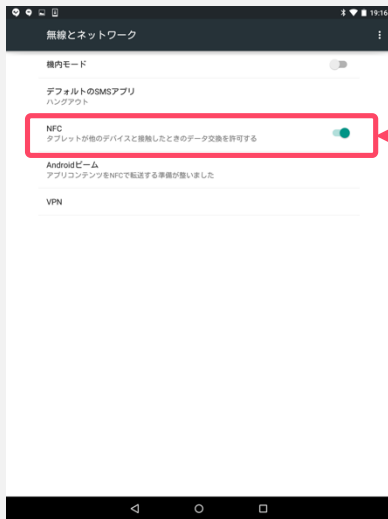 19:16
無線とネットワーク
機内モード
デフォルトのSMSアプリ
ハングアウト
NFC
タブレットが他のデバイスと接触したときのデータ交換を許可する
Androidビーム
アプリコンテンツをNFCで転送する準備が整いました
VPN